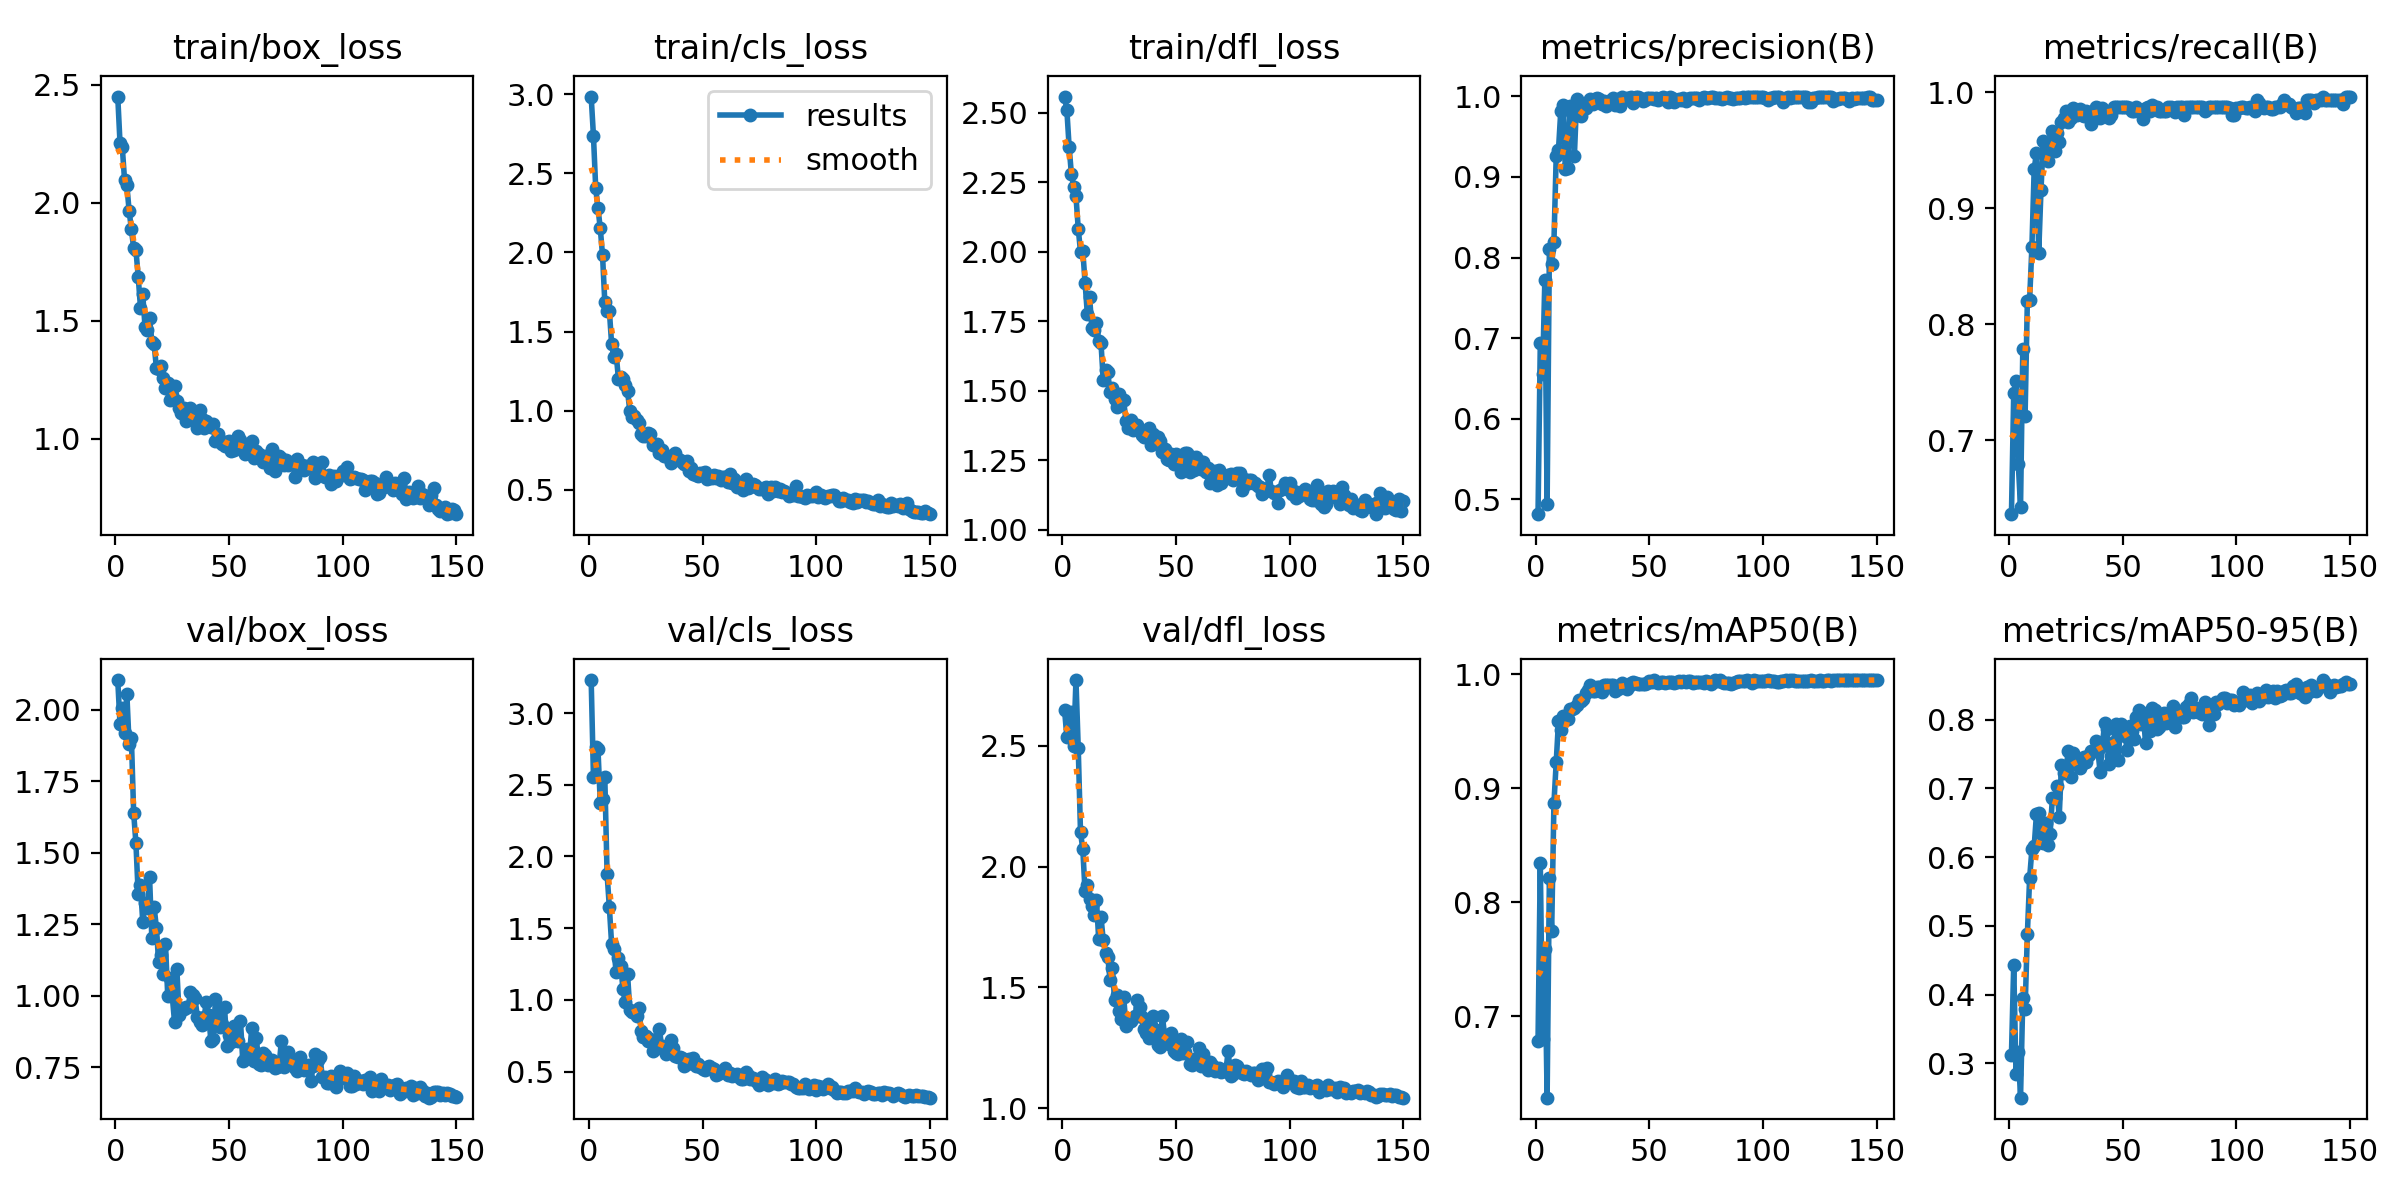 train/box_loss
train/cls_loss
train/dfl_loss
metrics/precision(B)
metrics/recall(B)
2.5
2.0
1.5
1.0
0 50 100 150
3.0
2.5
2.0
1.5
1.0
0.5
results
smooth
0 50 100 150
2.50
2.25
2.00
1.75
1.50
1.25
1.00
0 50 100 150
1.0
0.9
0.8
0.7
0.6
0.5
0 50 100 150
1.0
0.9
0.8
0.7
0 50 100 150
val/box_loss
val/cls_loss
val/dfl_loss
metrics/mAP50(B)
metrics/mAP50-95(B)
2.00
1.75
1.50
1.25
1.00
0.75
0 50 100 150
3.0
2.5
2.0
1.5
1.0
0.5
0 50 100 150
2.5
2.0
1.5
1.0
0 50 100 150
1.0
0.9
0.8
0.7
0 50 100 150
0.8
0.7
0.6
0.5
0.4
0.3
0 50 100 150